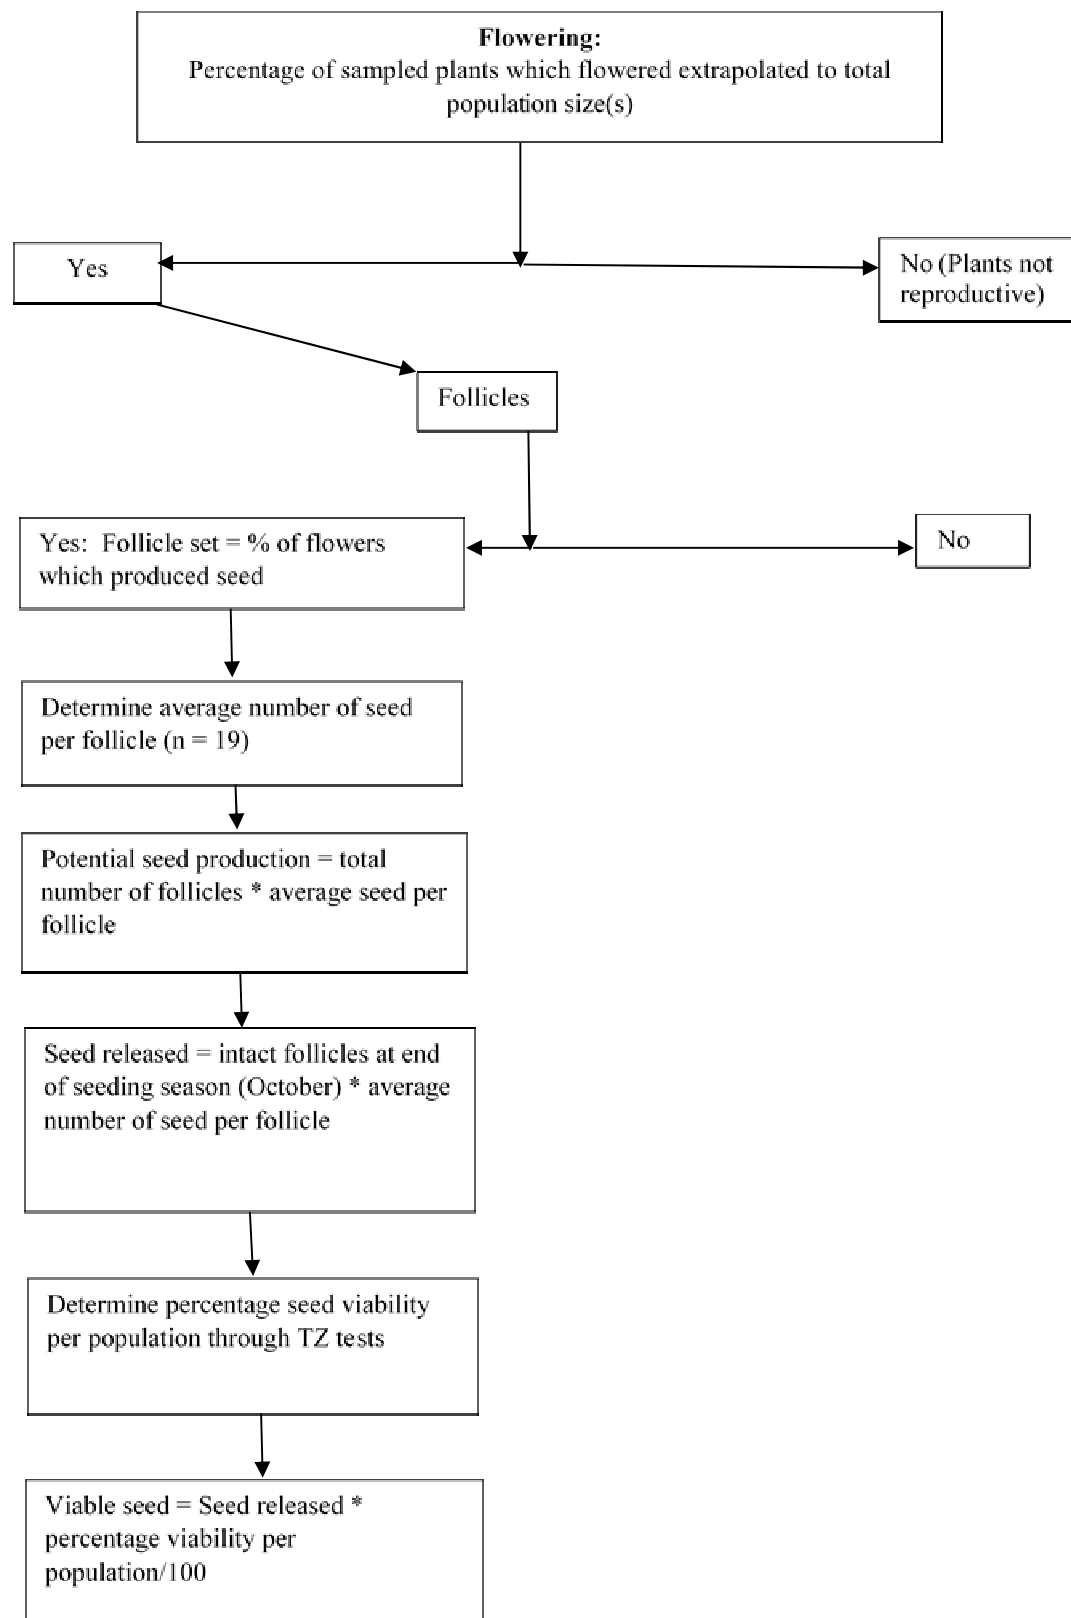 Flowering:
Percentage of sampled plants which flowered extrapolated to total
population size(s)
Yes
No (Plants not
reproductive)
Follicles
Yes:  Follicle set = % of flowers
which produced seed
No
Determine average number of seed
per follicle (n = 19)
Potential seed production = total
number of follicles * average seed per
follicle
Seed released = intact follicles at end
of seeding season (October) * average
number of seed per follicle
Determine percentage seed viability
per population through TZ tests
Viable seed = Seed released *
percentage viability per
population/100